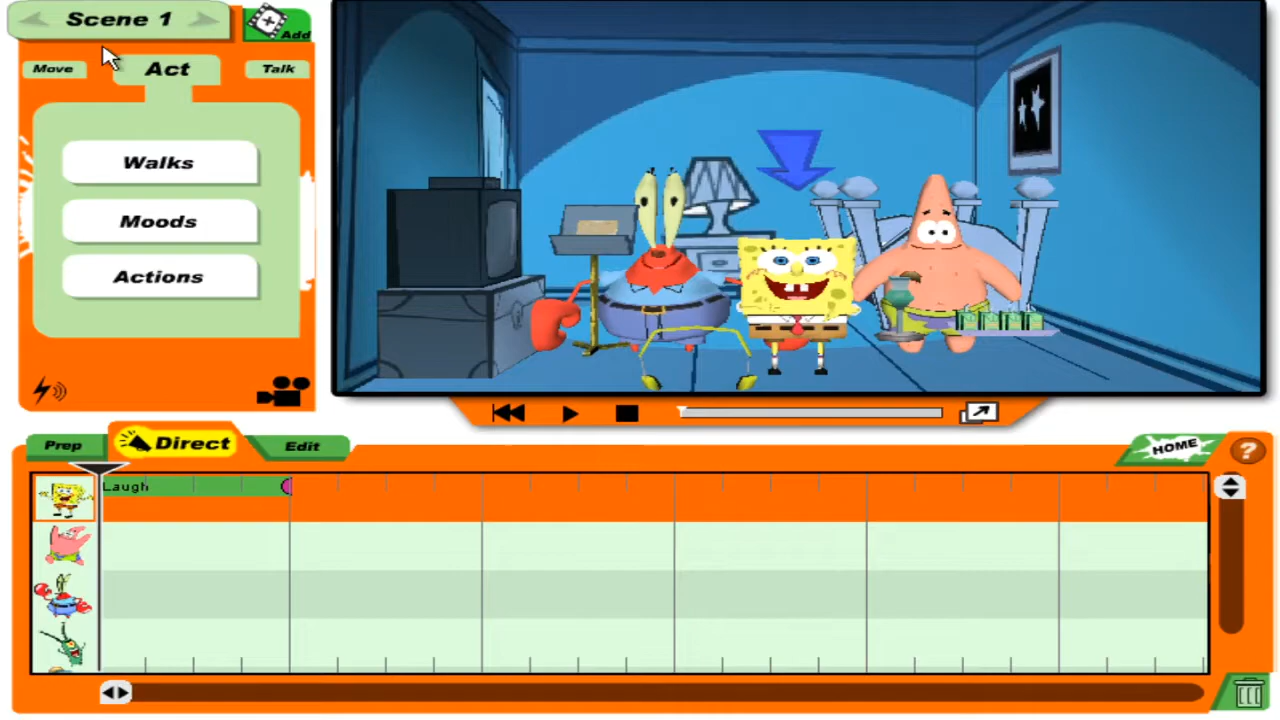 Scene 1
Add
Move
Act
Talk
Walks
Moods
Actions
Prep
Direct
Edit
HOME
?
Laugh